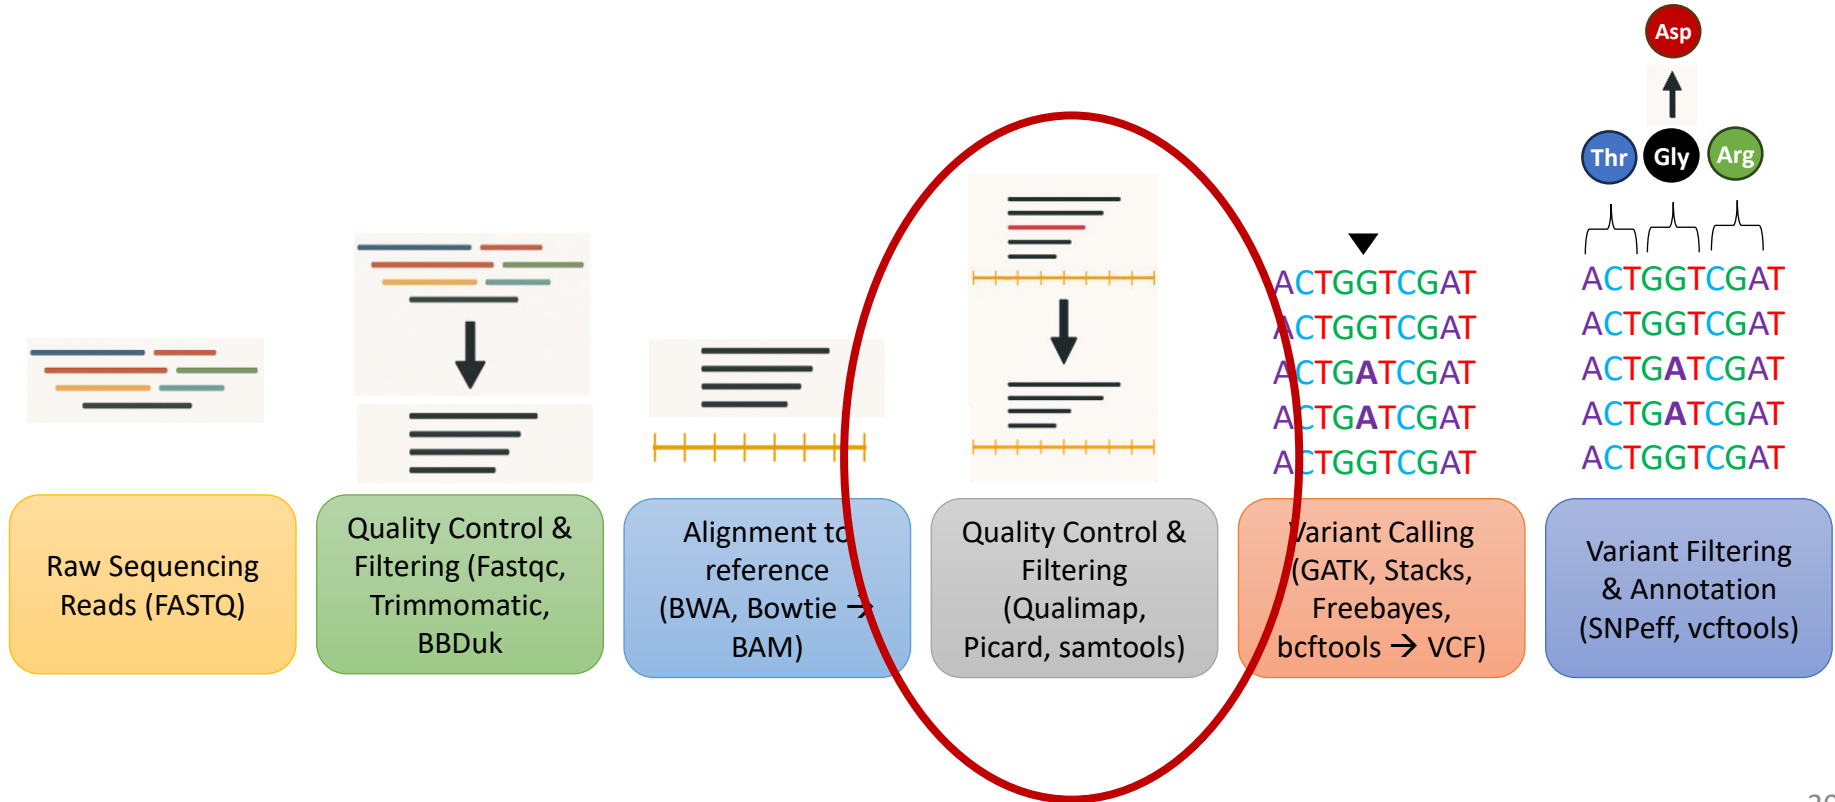 Asp
Thr Gly Arg
ACTGGTCGAT
ACTGGTCGAT
ACTGATCGAT
ACTGATCGAT
ACTGGTCGAT
ACTGGTCGAT
ACTGGTCGAT
ACTGATCGAT
ACTGATCGAT
ACTGGTCGAT
Raw Sequencing
Reads (FASTQ)
Quality Control &
Filtering (Fastqc,
Trimmomatic,
BBDuk
Alignment to
reference
(BWA, Bowtie →
BAM)
Quality Control &
Filtering
(Qualimap,
Picard, samtools)
Variant Calling
(GATK, Stacks,
Freebayes,
bcftools → VCF)
Variant Filtering
& Annotation
(SNPeff, vcftools)